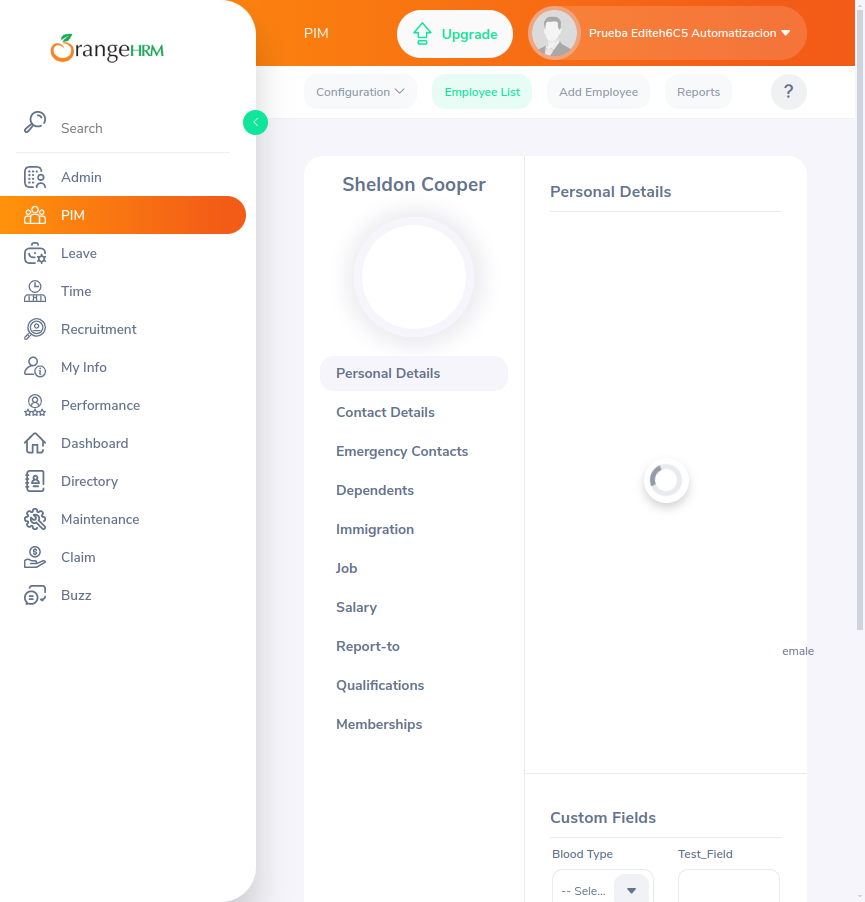 OrangeHRM
Search
Admin
PIM
Leave
Time
Recruitment
My Info
Performance
Dashboard
Directory
Maintenance
Claim
Buzz
PIM
Upgrade
Prueba Editeh6C5 Automatizacion
Configuration
Employee List
Add Employee
Reports
?
Sheldon Cooper
Personal Details
Contact Details
Emergency Contacts
Dependents
Immigration
Job
Salary
Report-to
Qualifications
Memberships
Personal Details
emale
Custom Fields
Blood Type
Test_Field
-- Sele...